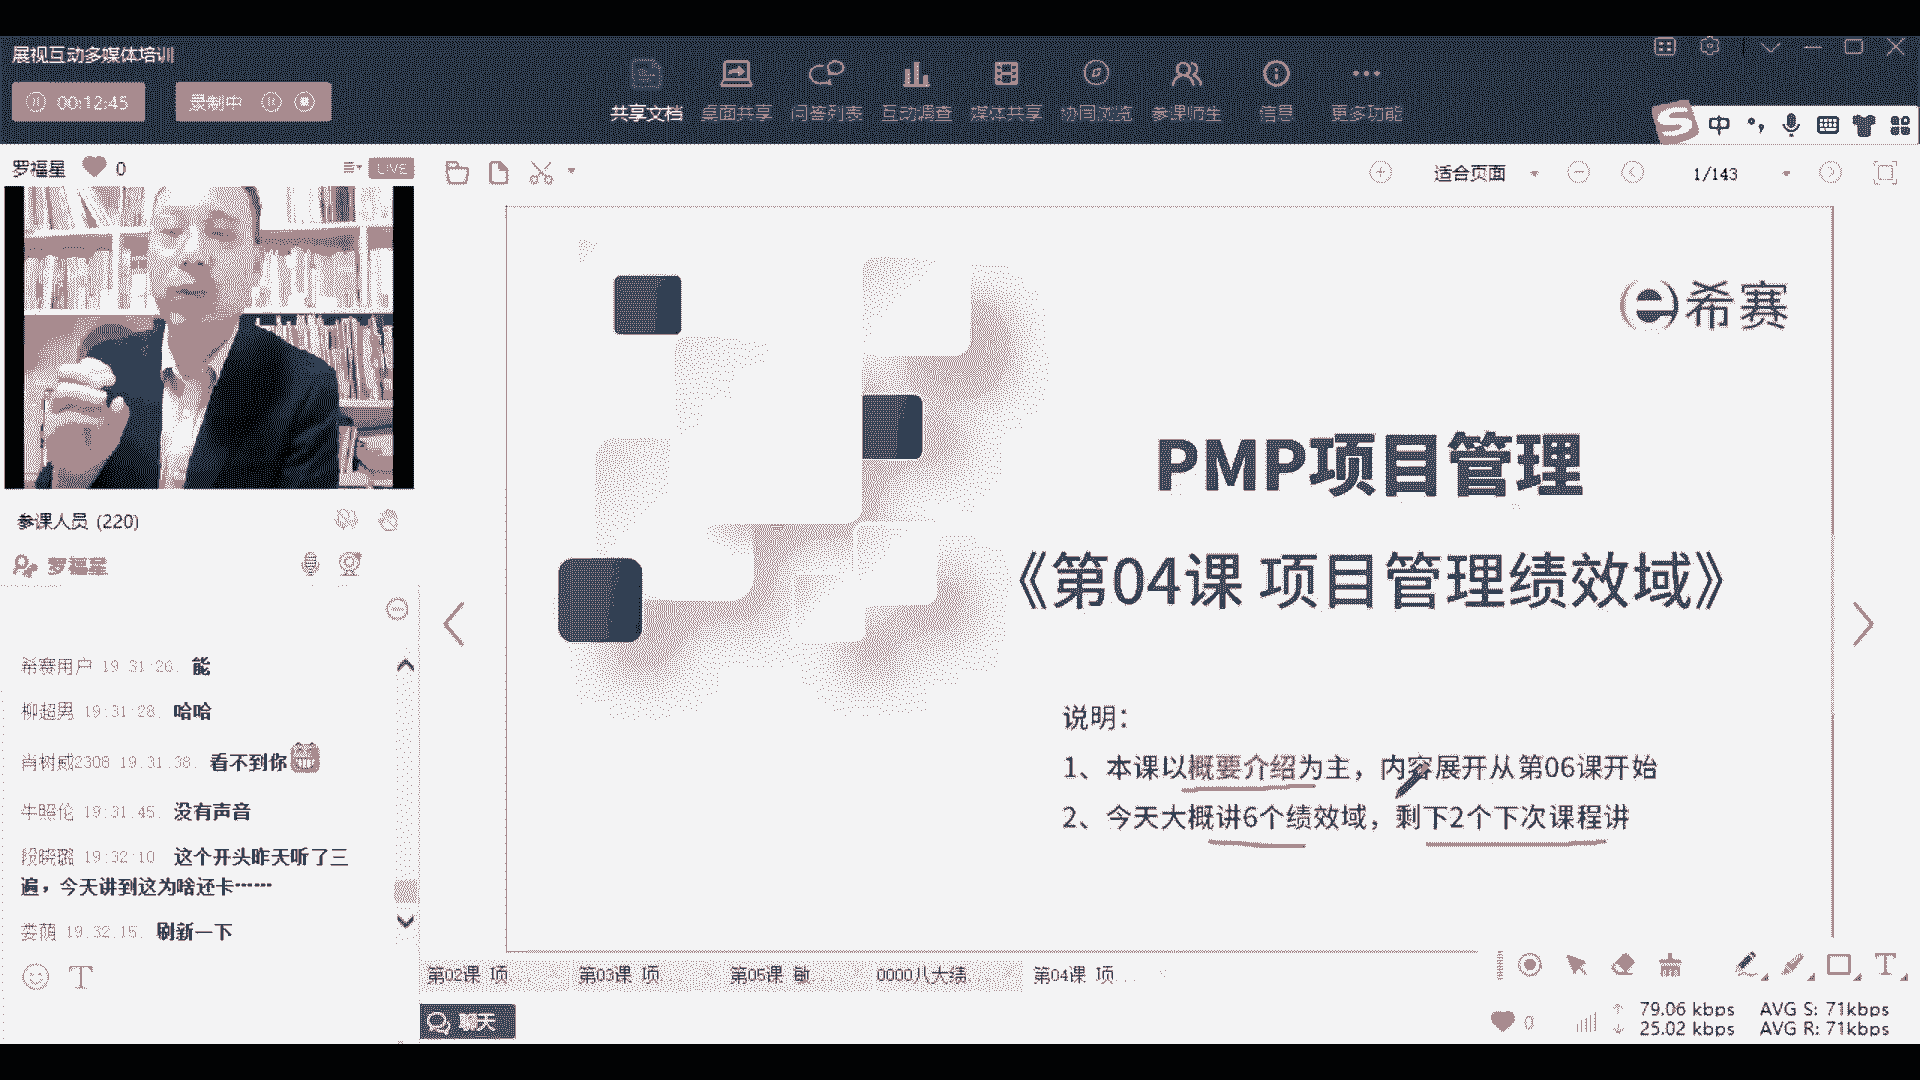 展视互动多媒体培训
00:12:45
录制中
共享文档
桌面共享
问答列表
互动调查
媒体共享
协同浏览
参课师生
信息
更多功能
中
罗福星 0
LIVE
适合页面
1/143
希赛
PMP项目管理
《第04课 项目管理绩效域》
说明：
1、本课以概要介绍为主，内容展开从第06课开始
2、今天大概讲6个绩效域，剩下2个下次课程讲
参课人员 (220)
罗福星
希赛用户 19:31:26. 能
柳超男 19:31:28. 哈哈
肖树威2308 19:31:38. 看不到你
牛照伦 19:31:45. 没有声音
段晓璐 19:32:10 这个开头昨天听了三
遍，今天讲到这为啥还卡……
娄萌 19:32:15. 刷新一下
第02课 项...
第03课 项...
第05课 敏...
0000八大绩...
第04课 项...
聊天
0
79.06 kbps AVG S: 71kbps
25.02 kbps AVG R: 71kbps